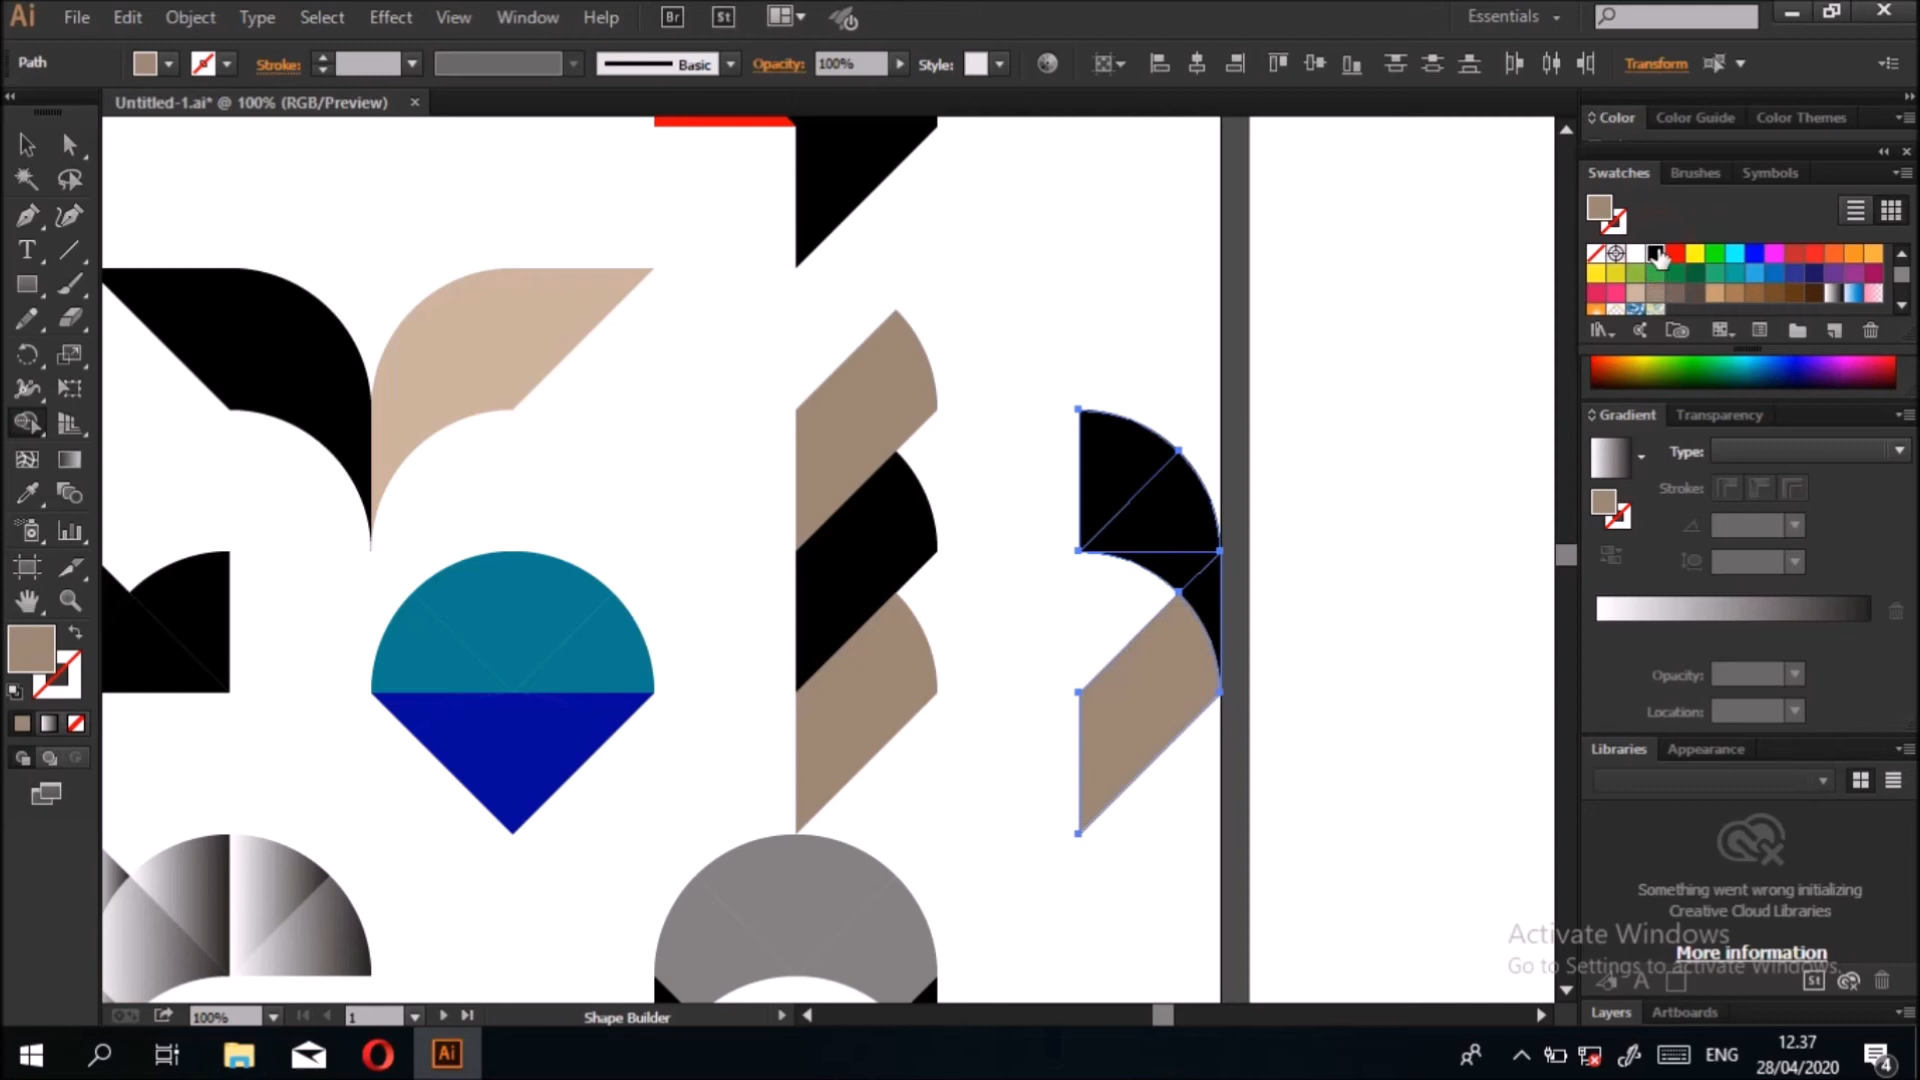 Ai File Edit Object Type Select Effect View Window Help Br St Essentials
Path Stroke: Basic Opacity: 100% Style: Transform
Untitled-1.ai* @ 100% (RGB/Preview) ×
Color Color Guide Color Themes
Swatches Brushes Symbols
Gradient Transparency
Type:
Stroke:
Opacity:
Location:
Libraries Appearance
Something went wrong initializing
Creative Cloud Libraries
Activate Windows
More information
Go to Settings to activate Windows.
St
Layers Artboards
100% 1 Shape Builder
Ai ENG 12.37
28/04/2020 4